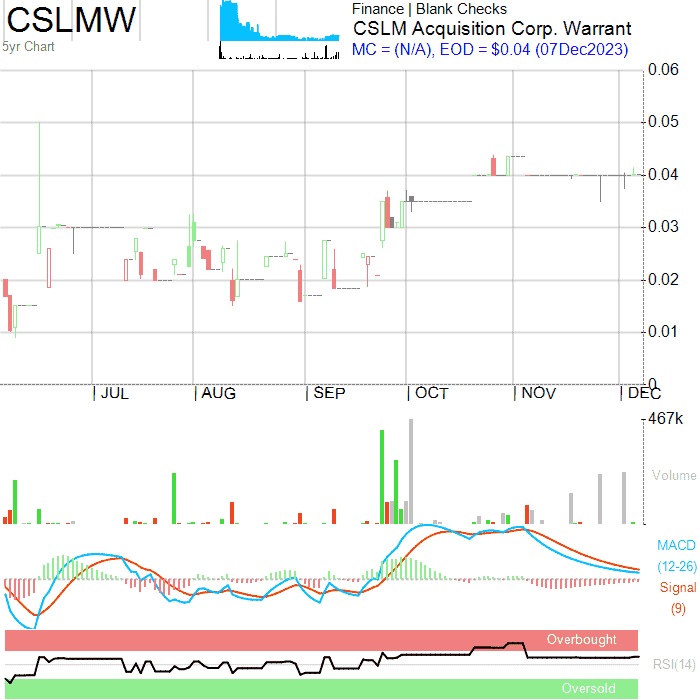 CSLMW
5yr Chart
Finance | Blank Checks
CSLM Acquisition Corp. Warrant
MC = (N/A), EOD = $0.04 (07Dec2023)
0.06
0.05
0.04
0.03
0.02
0.01
0
JUL AUG SEP OCT NOV DEC
467k
Volume
MACD
(12-26)
Signal
(9)
Overbought
RSI(14)
Oversold